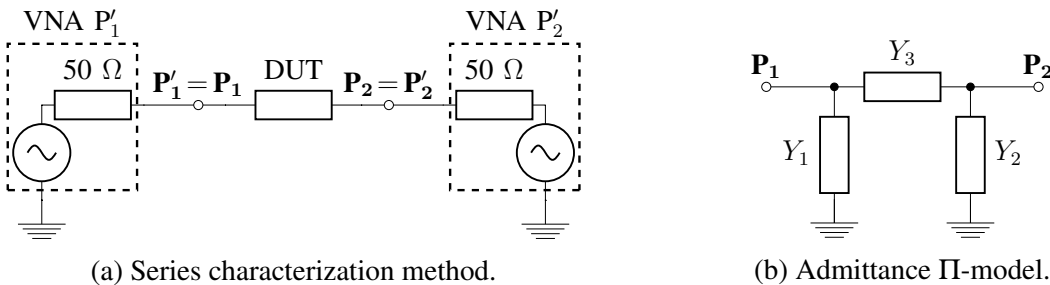 VNA P′₁
VNA P′₂
50 Ω
P′₁ = P₁
DUT
P₂ = P′₂
50 Ω
P₁
Y₃
P₂
Y₁
Y₂
(a) Series characterization method.
(b) Admittance Π-model.